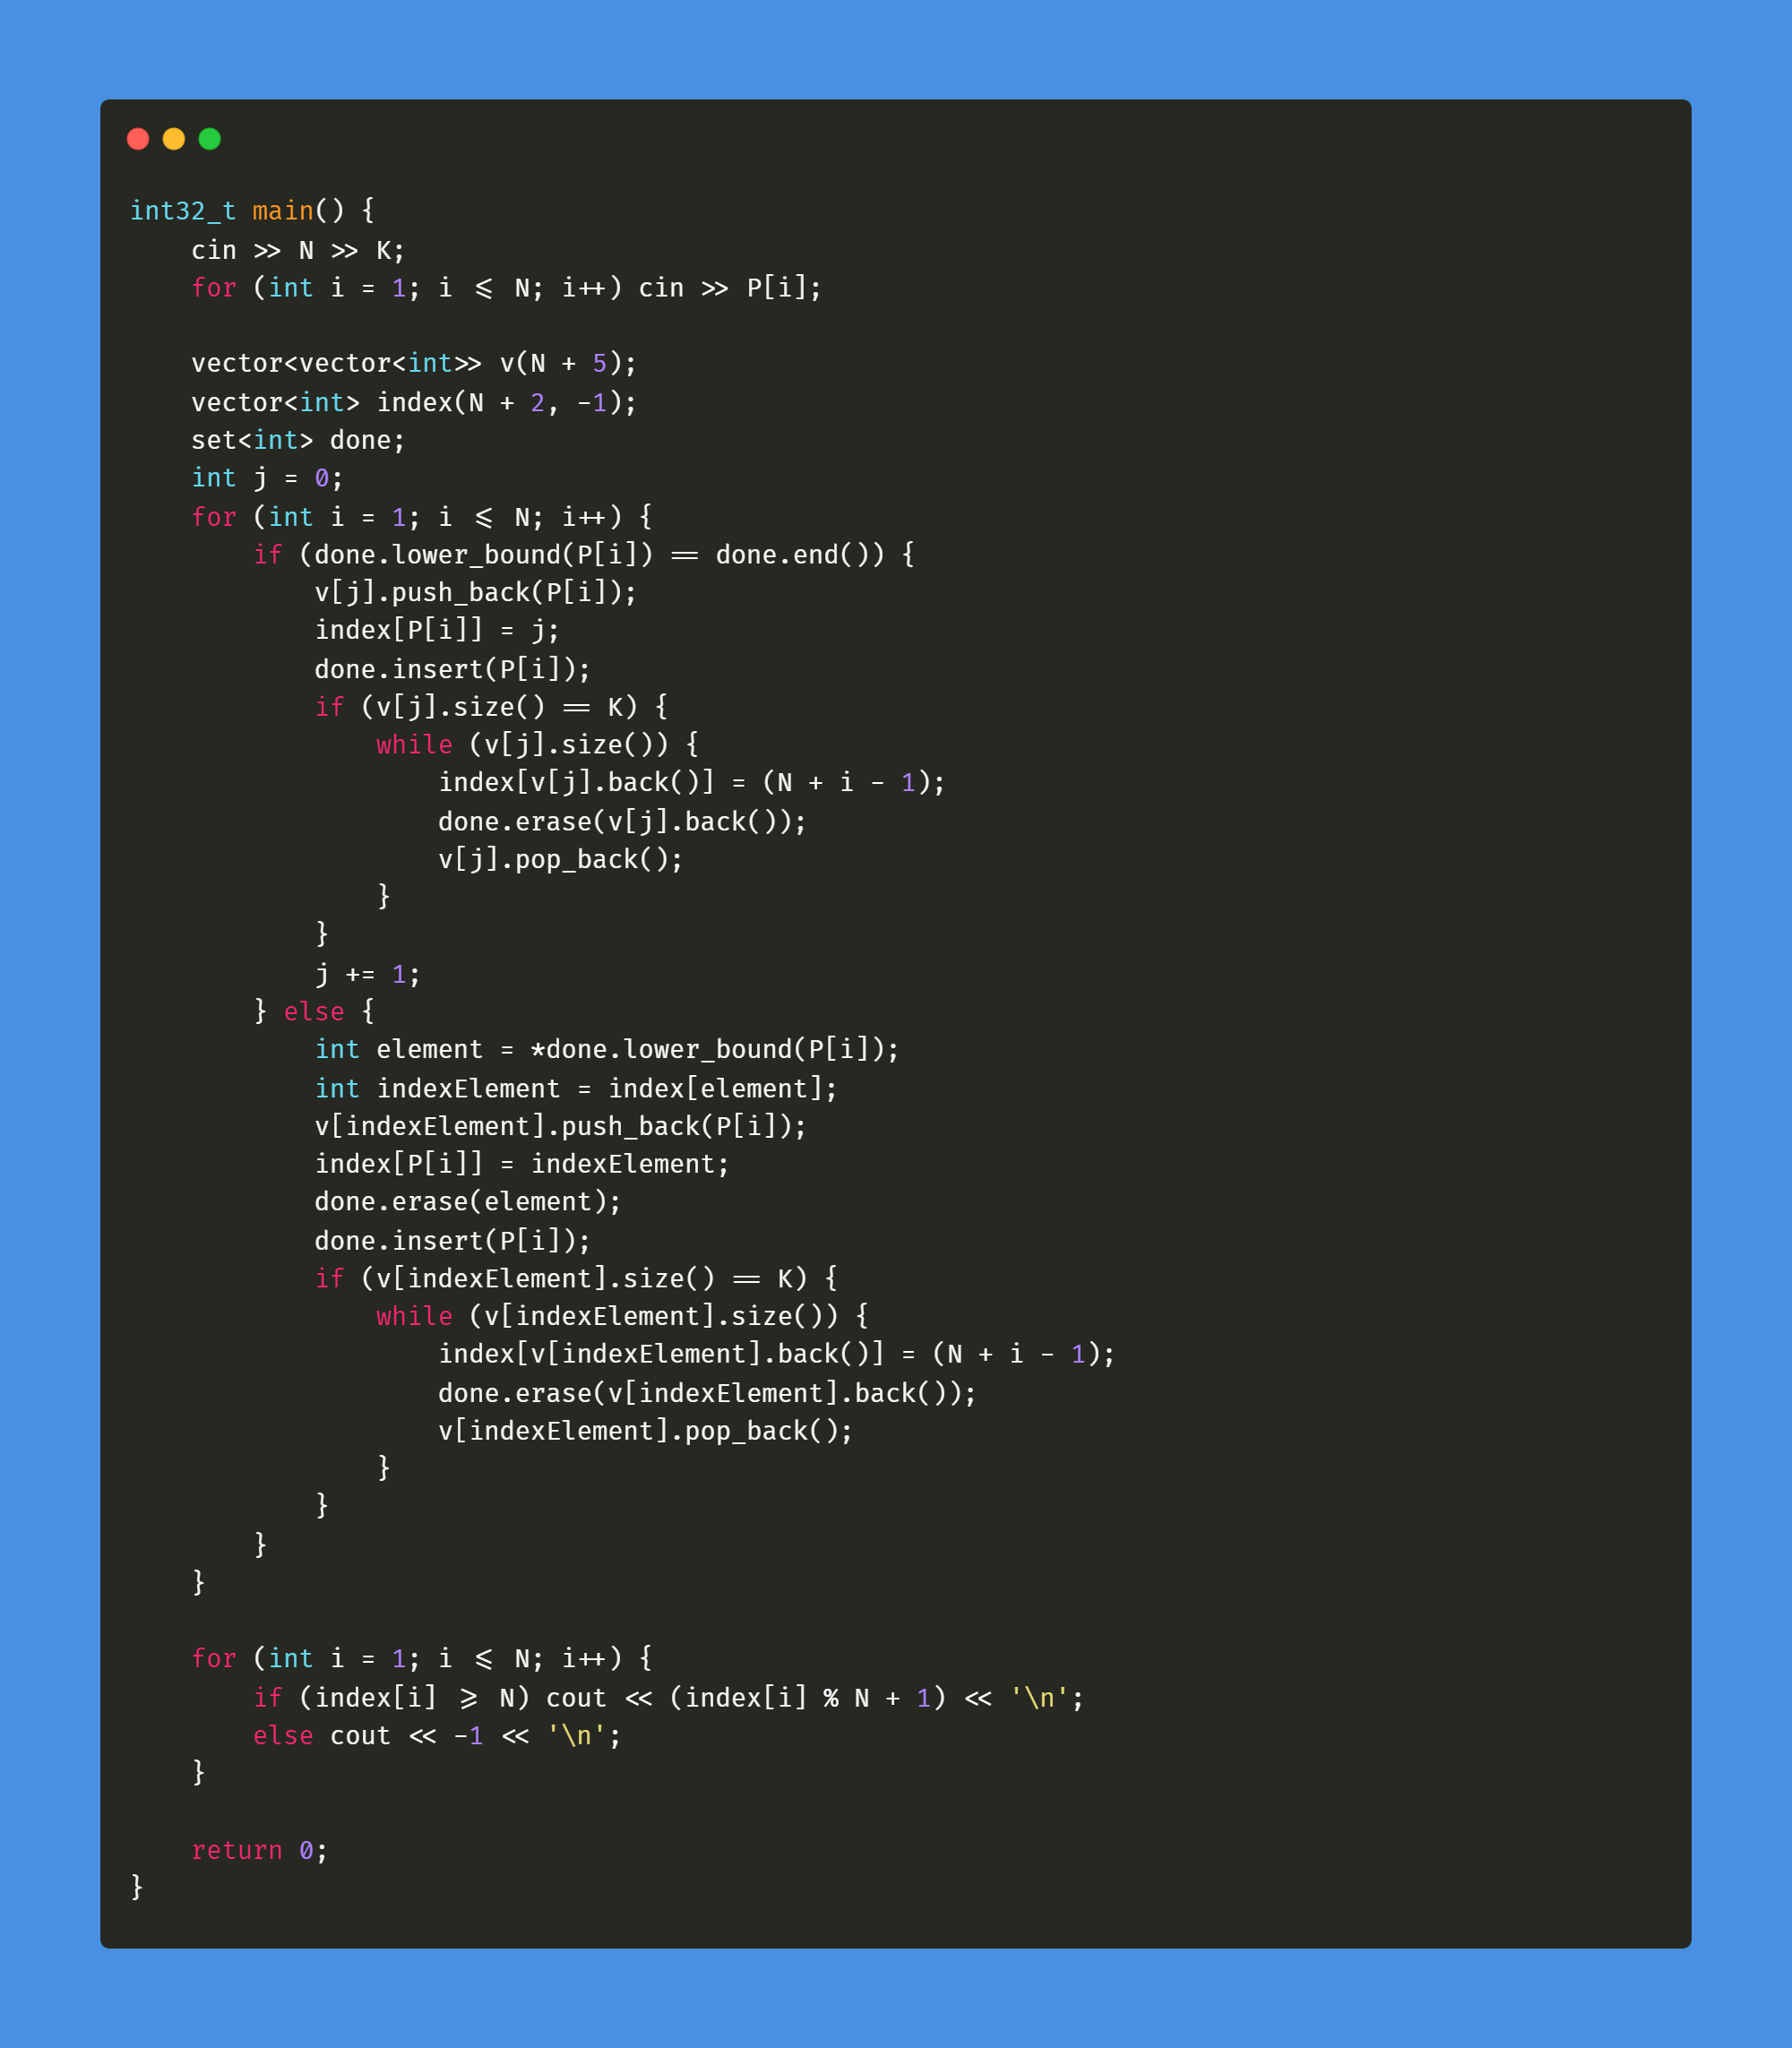 int32_t main() {
    cin >> N >> K;
    for (int i = 1; i <= N; i++) cin >> P[i];

    vector<vector<int>> v(N + 5);
    vector<int> index(N + 2, -1);
    set<int> done;
    int j = 0;
    for (int i = 1; i <= N; i++) {
        if (done.lower_bound(P[i]) == done.end()) {
            v[j].push_back(P[i]);
            index[P[i]] = j;
            done.insert(P[i]);
            if (v[j].size() == K) {
                while (v[j].size()) {
                    index[v[j].back()] = (N + i - 1);
                    done.erase(v[j].back());
                    v[j].pop_back();
                }
            }
            j += 1;
        } else {
            int element = *done.lower_bound(P[i]);
            int indexElement = index[element];
            v[indexElement].push_back(P[i]);
            index[P[i]] = indexElement;
            done.erase(element);
            done.insert(P[i]);
            if (v[indexElement].size() == K) {
                while (v[indexElement].size()) {
                    index[v[indexElement].back()] = (N + i - 1);
                    done.erase(v[indexElement].back());
                    v[indexElement].pop_back();
                }
            }
        }
    }

    for (int i = 1; i <= N; i++) {
        if (index[i] >= N) cout << (index[i] % N + 1) << '\n';
        else cout << -1 << '\n';
    }

    return 0;
}